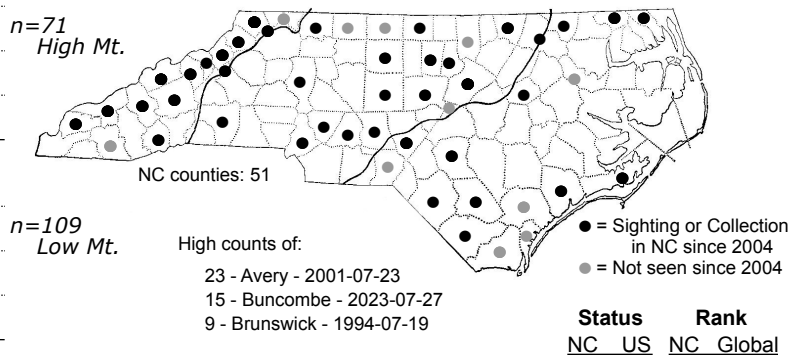 n=71
High Mt.
NC counties: 51
n=109
Low Mt.
High counts of:
23 - Avery - 2001-07-23
15 - Buncombe - 2023-07-27
9 - Brunswick - 1994-07-19
● = Sighting or Collection
in NC since 2004
● = Not seen since 2004
Status Rank
NC US NC Global